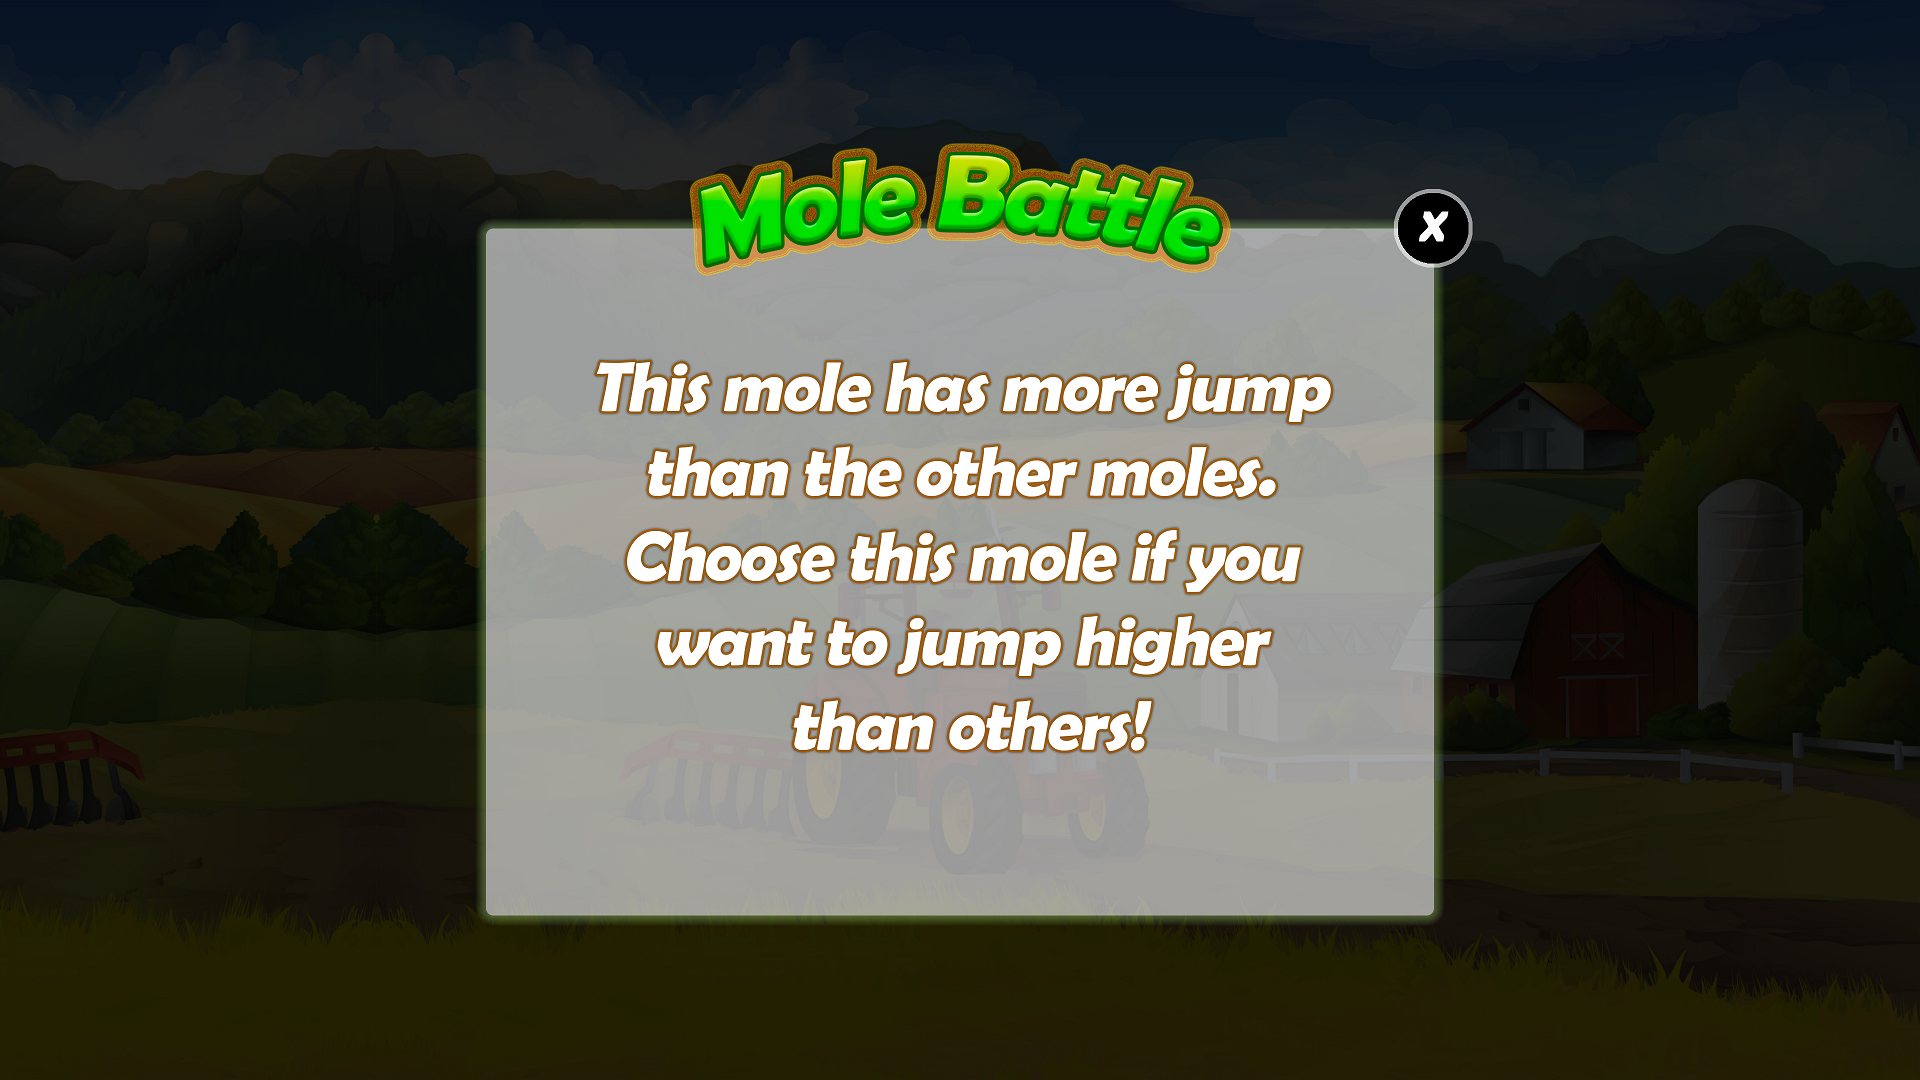 Mole Battle
X
This mole has more jump
than the other moles.
Choose this mole if you
want to jump higher
than others!